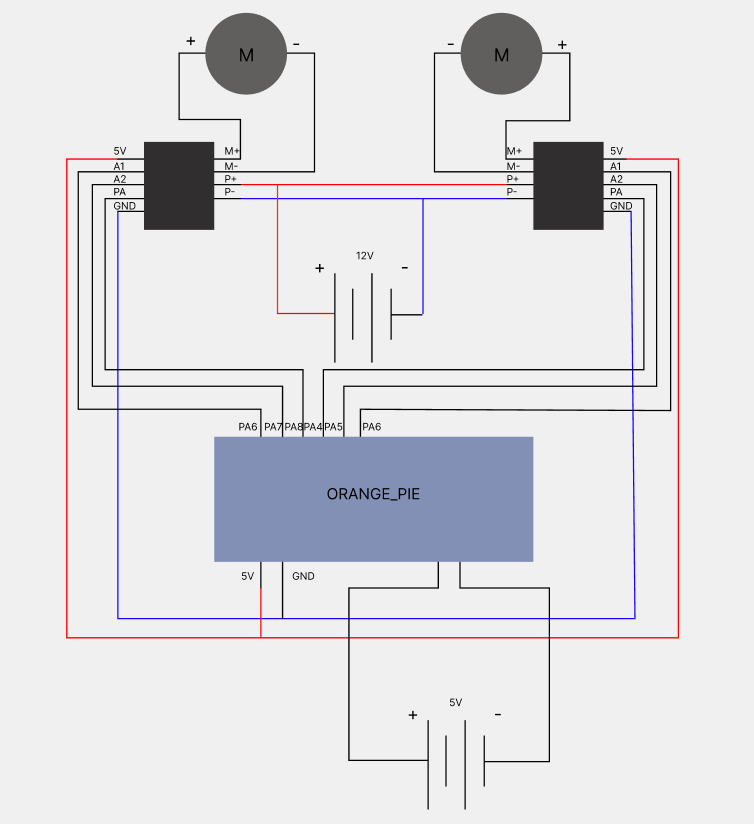 + M -
- M +
5V M+
A1 M-
A2 P+
PA P-
GND
M+ 5V
M- A1
P+ A2
P- PA
GND
12V
+ -
PA6 PA7 PA8 PA4 PA5 PA6
ORANGE_PIE
5V GND
5V
+ -